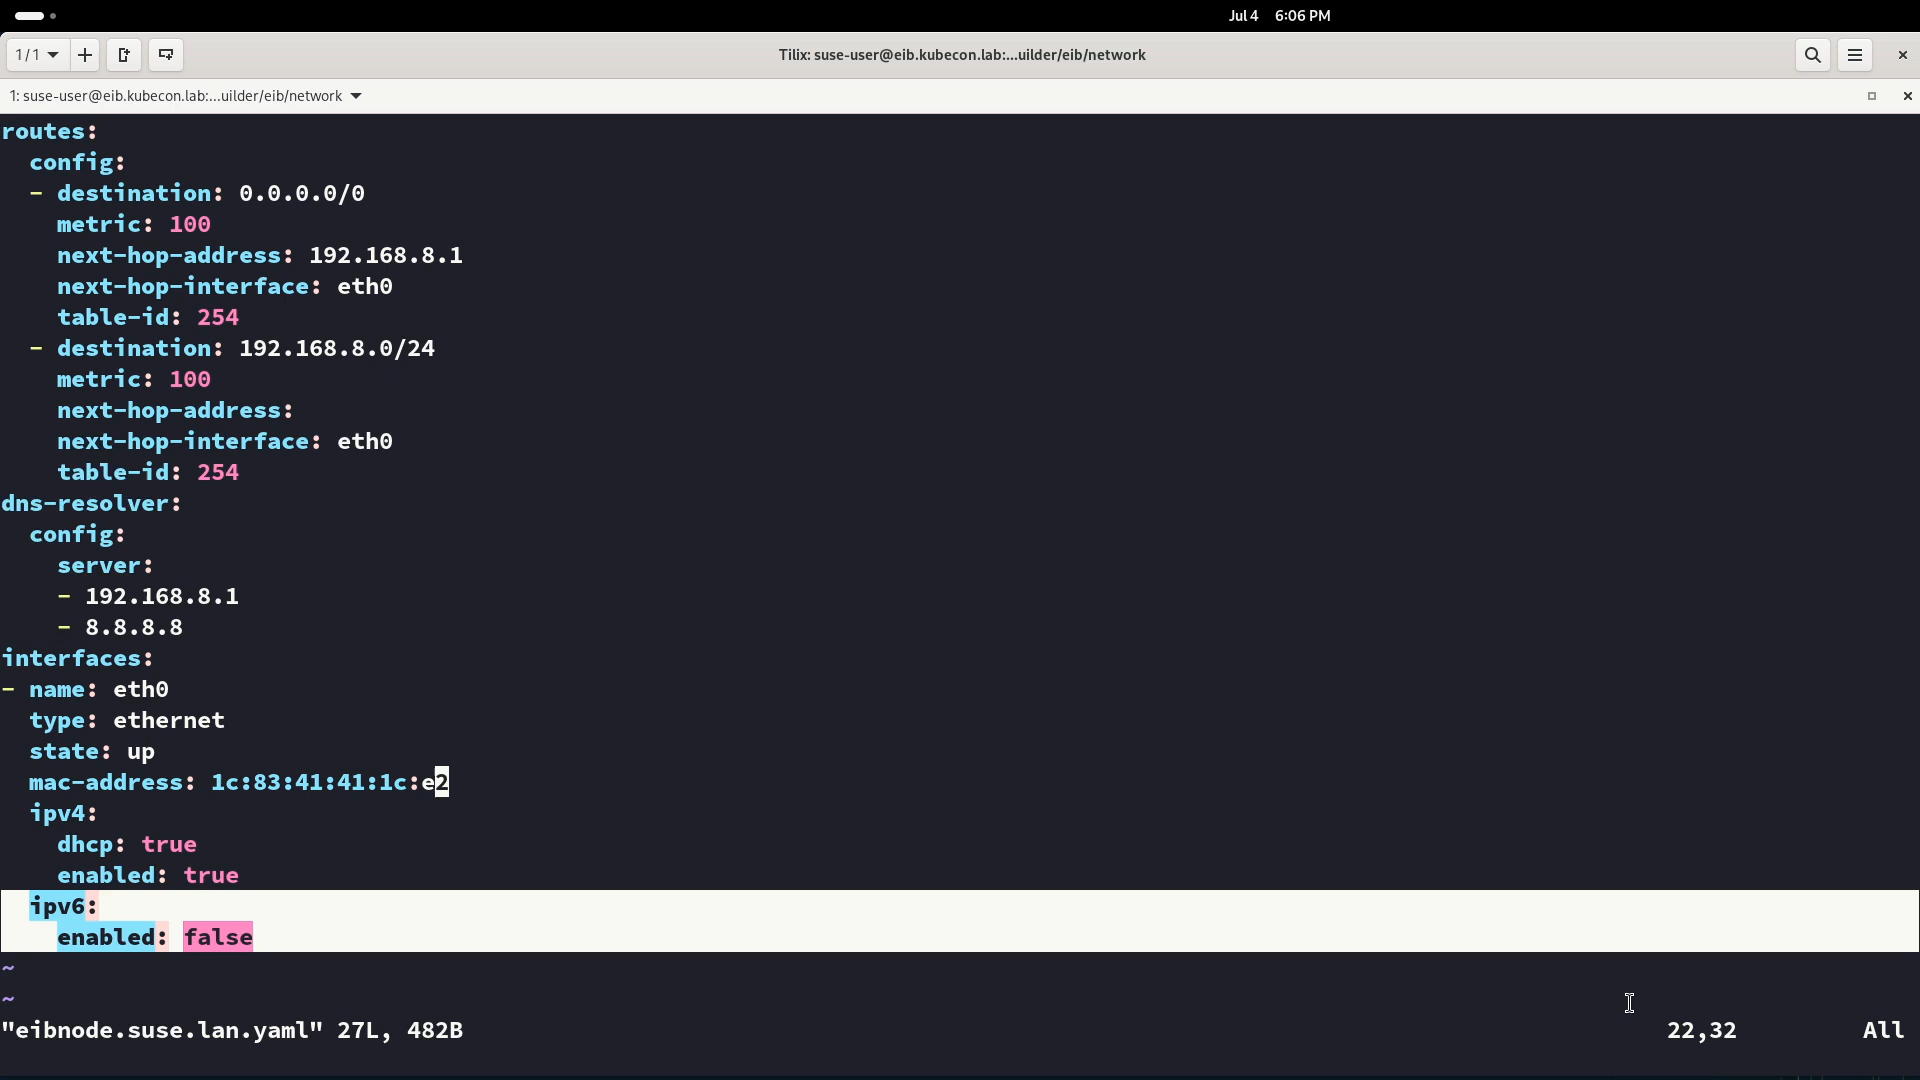 Jul 4 6:06 PM
1/1
Tilix: suse-user@eib.kubecon.lab:...uilder/eib/network
1: suse-user@eib.kubecon.lab:...uilder/eib/network
routes:
  config:
  - destination: 0.0.0.0/0
    metric: 100
    next-hop-address: 192.168.8.1
    next-hop-interface: eth0
    table-id: 254
  - destination: 192.168.8.0/24
    metric: 100
    next-hop-address:
    next-hop-interface: eth0
    table-id: 254
dns-resolver:
  config:
    server:
    - 192.168.8.1
    - 8.8.8.8
interfaces:
- name: eth0
  type: ethernet
  state: up
  mac-address: 1c:83:41:41:1c:e2
  ipv4:
    dhcp: true
    enabled: true
  ipv6:
    enabled: false
~
~
"eibnode.suse.lan.yaml" 27L, 482B 22,32 All